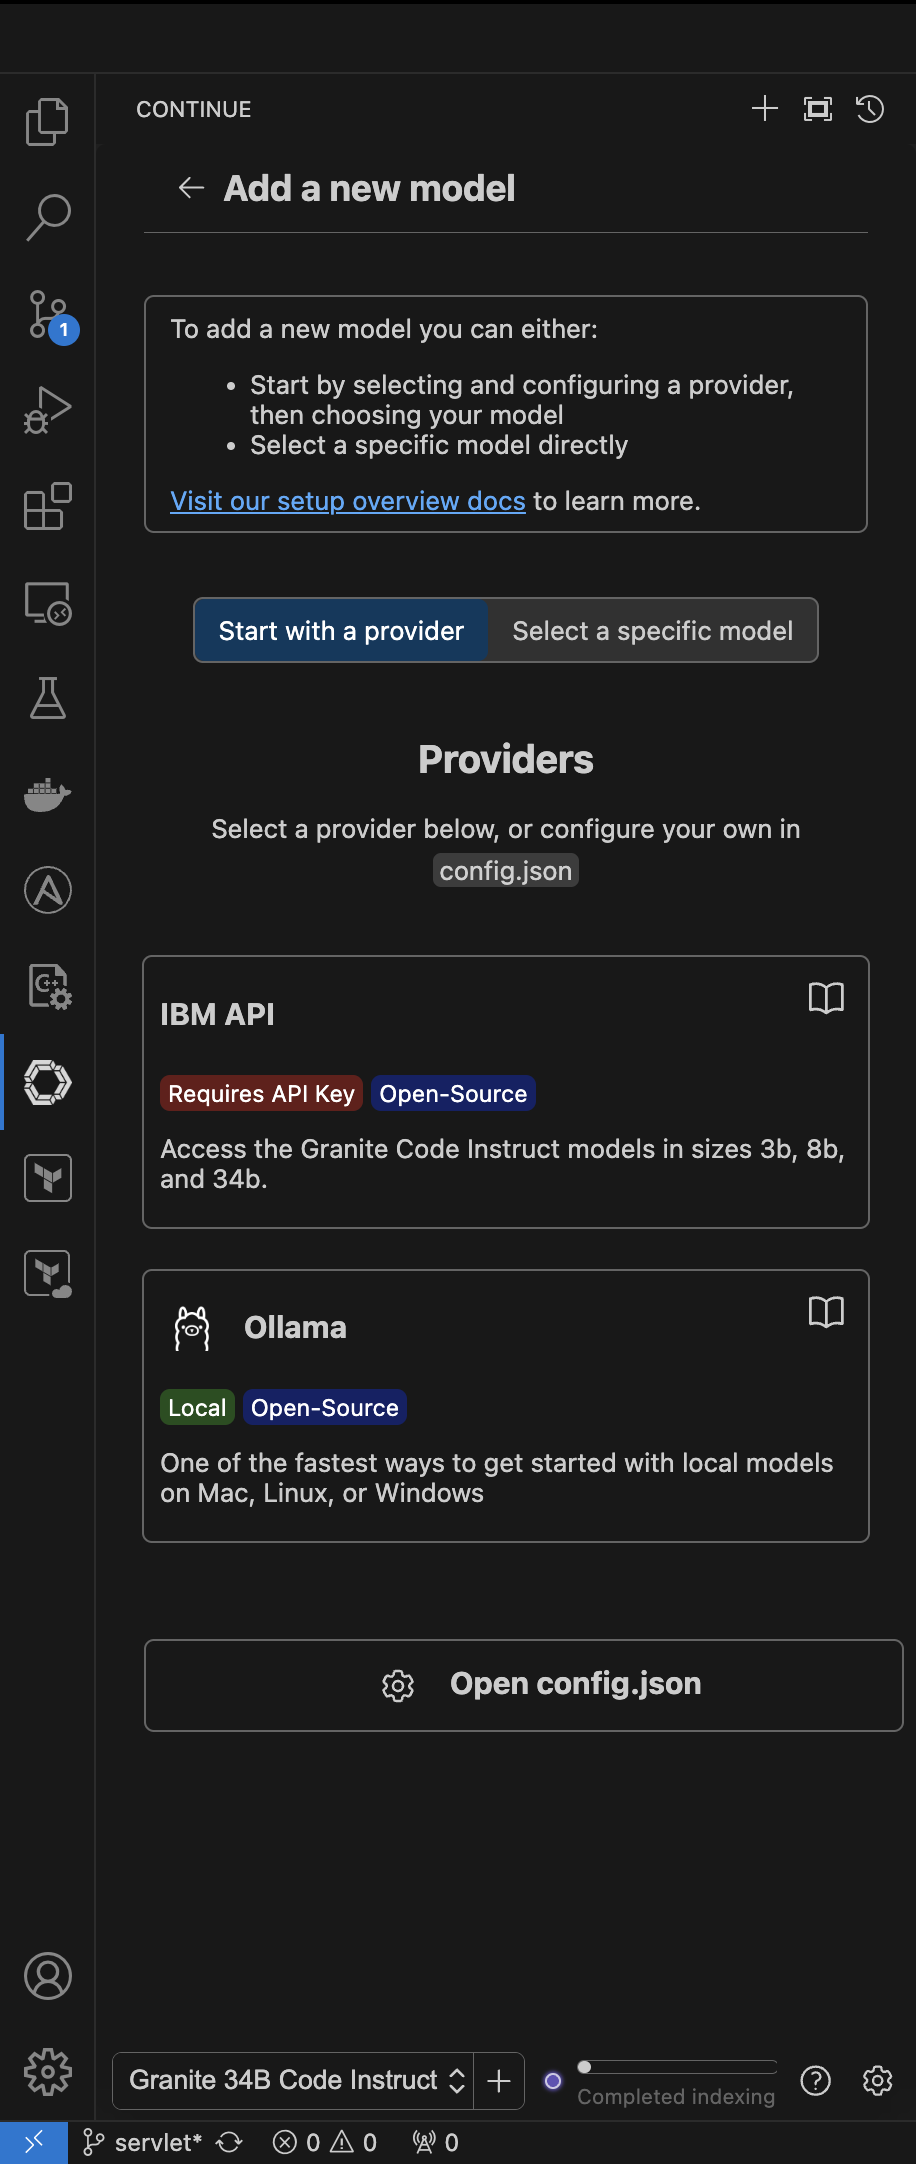 CONTINUE
Add a new model
To add a new model you can either:
• Start by selecting and configuring a provider,
then choosing your model
• Select a specific model directly
Visit our setup overview docs to learn more.
Start with a provider
Select a specific model
Providers
Select a provider below, or configure your own in
config.json
IBM API
Requires API Key
Open-Source
Access the Granite Code Instruct models in sizes 3b, 8b,
and 34b.
Ollama
Local
Open-Source
One of the fastest ways to get started with local models
on Mac, Linux, or Windows
Open config.json
1
C++
Granite 34B Code Instruct
Completed indexing
servlet*
0
0
0